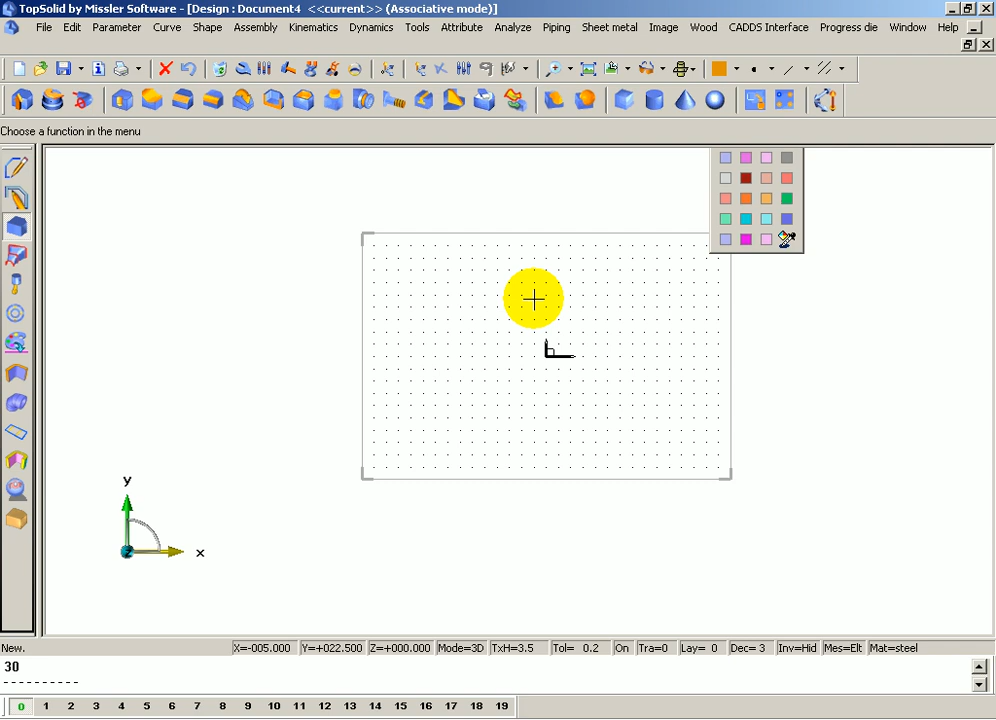 TopSolid by Missler Software - [Design : Document4   <<current>> (Associative mode)]
File Edit Parameter Curve Shape Assembly Kinematics Dynamics Tools Attribute Analyze Piping Sheet metal Image Wood CADDS Interface Progress die Window Help
Choose a function in the menu
y
z
x
New. X=-005.000 Y=+022.500 Z=+000.000 Mode=3D TxH=3.5 Tol= 0.2 On Tra=0 Lay= 0 Dec= 3 Inv=Hid Mes=Elt Mat=steel
30
----------
0 1 2 3 4 5 6 7 8 9 10 11 12 13 14 15 16 17 18 19